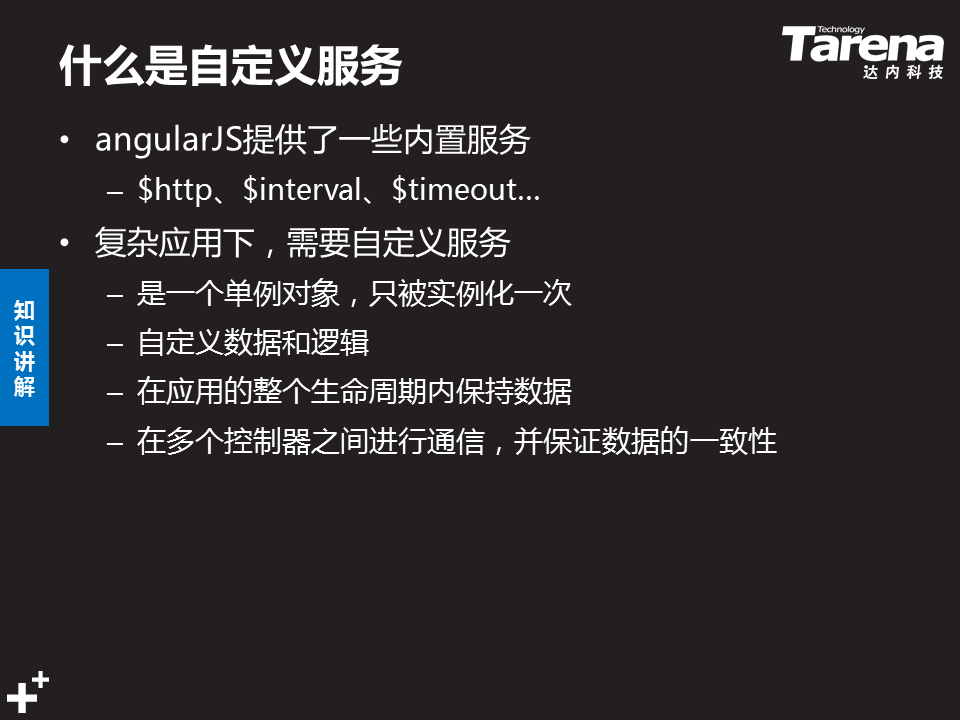 什么是自定义服务
Technology
Tarena
达内科技
• angularJS提供了一些内置服务
– $http、$interval、$timeout…
• 复杂应用下，需要自定义服务
– 是一个单例对象，只被实例化一次
– 自定义数据和逻辑
– 在应用的整个生命周期内保持数据
– 在多个控制器之间进行通信，并保证数据的一致性
知
识
讲
解